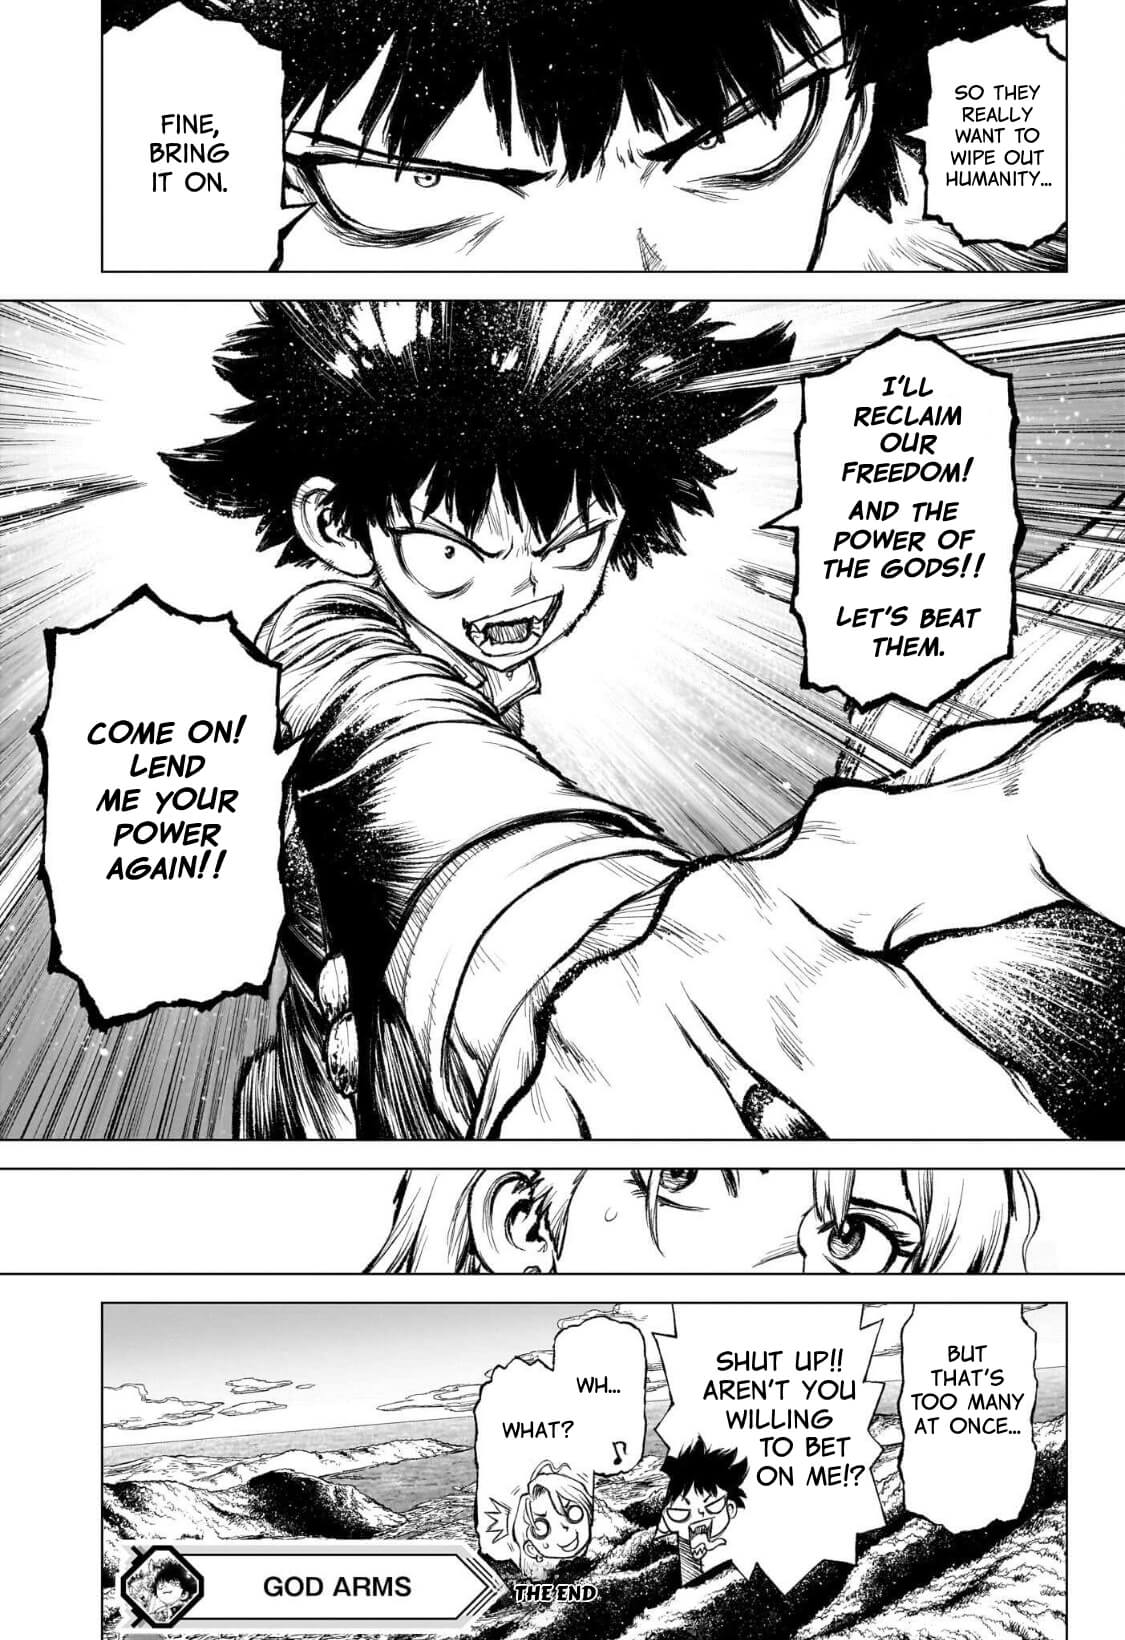 SO THEY
REALLY
WANT TO
WIPE OUT
HUMANITY...
FINE,
BRING
IT ON.
I'LL
RECLAIM
OUR
FREEDOM!
AND THE
POWER OF
THE GODS!!
LET'S BEAT
THEM.
COME ON!
LEND
ME YOUR
POWER
AGAIN!!
BUT
THAT'S
TOO MANY
AT ONCE...
SHUT UP!!
AREN'T YOU
WILLING
TO BET
ON ME!?
WH...
WHAT?
GOD ARMS
THE END